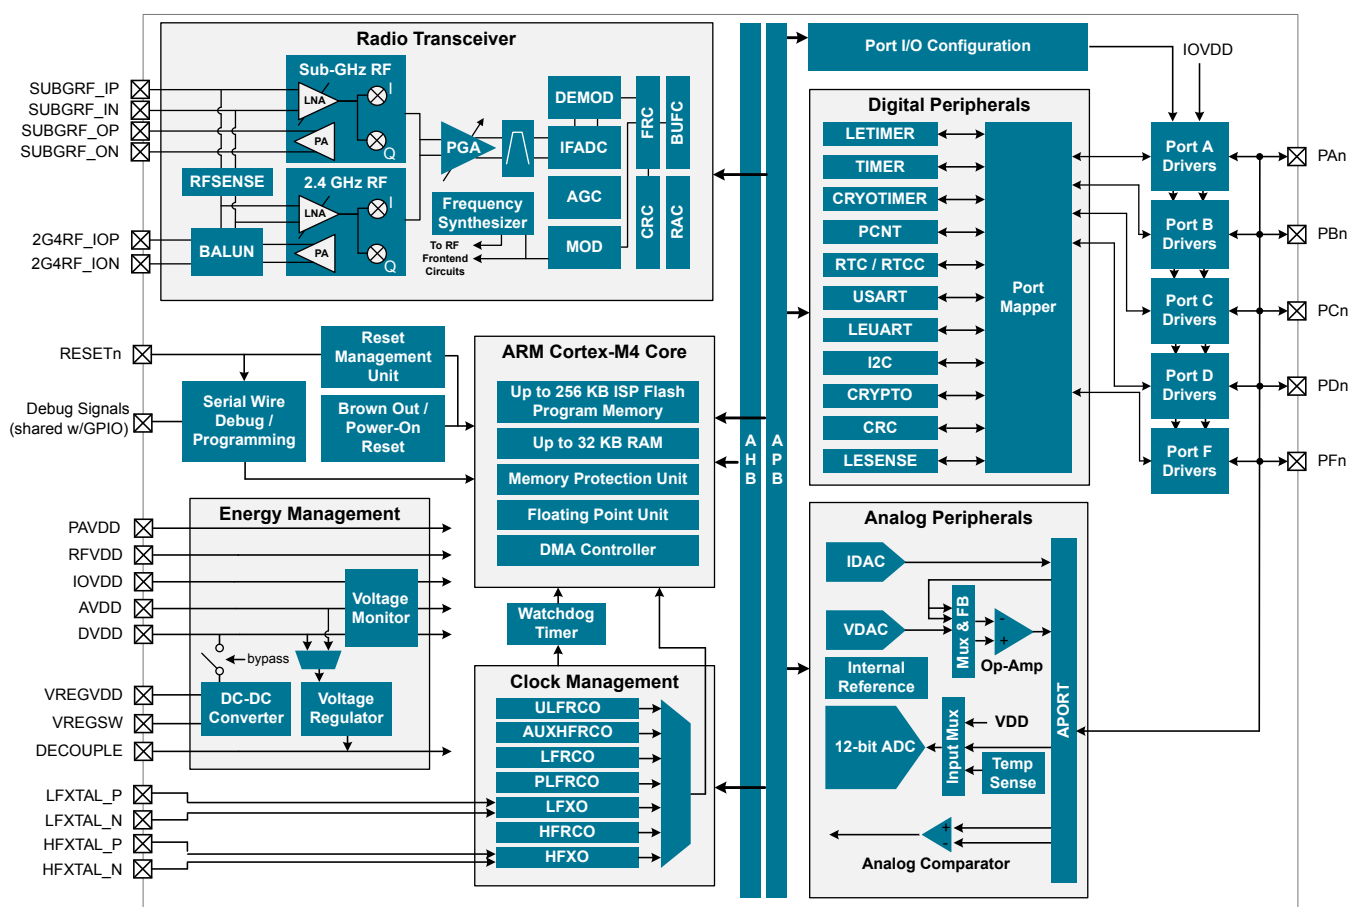 Radio Transceiver
SUBGRF_IP
SUBGRF_IN
SUBGRF_OP
SUBGRF_ON
2G4RF_IOP
2G4RF_ION
Sub-GHz RF
LNA
I
PA
Q
RFSENSE
2.4 GHz RF
LNA
I
PA
Q
BALUN
PGA
Frequency
Synthesizer
To RF
Frontend
Circuits
DEMOD
IFADC
AGC
MOD
FRC
BUFC
CRC
RAC
RESETn
Debug Signals
(shared w/GPIO)
Reset
Management
Unit
Serial Wire
Debug /
Programming
Brown Out /
Power-On
Reset
ARM Cortex-M4 Core
Up to 256 KB ISP Flash
Program Memory
Up to 32 KB RAM
Memory Protection Unit
Floating Point Unit
DMA Controller
Watchdog
Timer
Energy Management
PAVDD
RFVDD
IOVDD
AVDD
DVDD
VREGVDD
VREGSW
DECOUPLE
Voltage
Monitor
bypass
DC-DC
Converter
Voltage
Regulator
Clock Management
ULFRCO
AUXHFRCO
LFRCO
PLFRCO
LFXO
HFRCO
HFXO
LFXTAL_P
LFXTAL_N
HFXTAL_P
HFXTAL_N
A
H
B
A
P
B
Port I/O Configuration
IOVDD
Digital Peripherals
LETIMER
TIMER
CRYOTIMER
PCNT
RTC / RTCC
USART
LEUART
I2C
CRYPTO
CRC
LESENSE
Port
Mapper
Port A
Drivers
Port B
Drivers
Port C
Drivers
Port D
Drivers
Port F
Drivers
PAn
PBn
PCn
PDn
PFn
Analog Peripherals
IDAC
VDAC
Mux & FB
-
+
Op-Amp
Internal
Reference
12-bit ADC
Input Mux
VDD
Temp
Sense
APORT
+
-
Analog Comparator